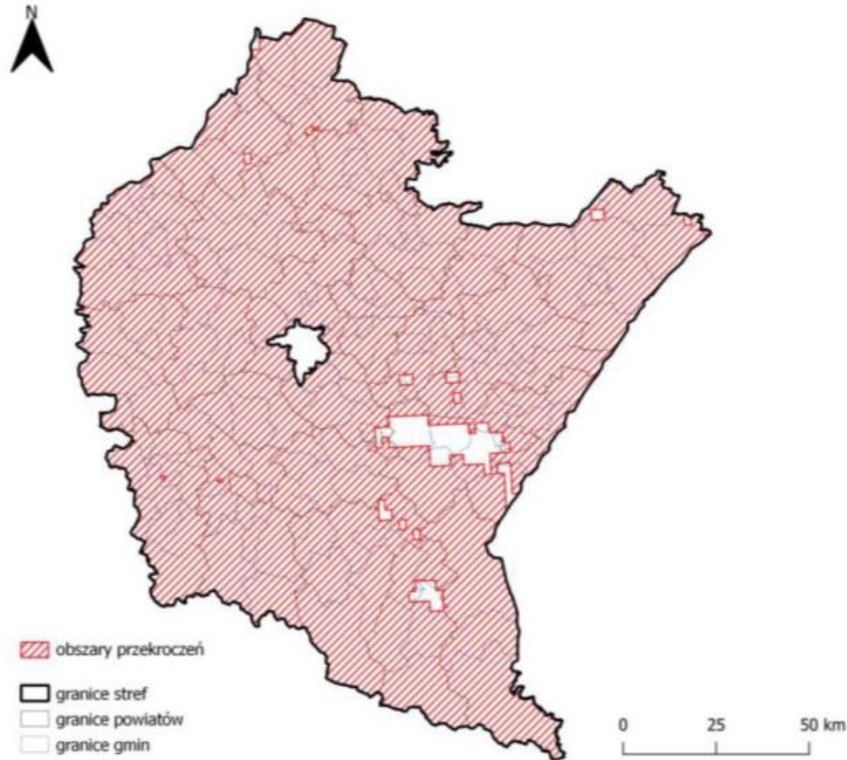 N
obszary przekroczeń
granice stref
granice powiatów
granice gmin
0 25 50 km